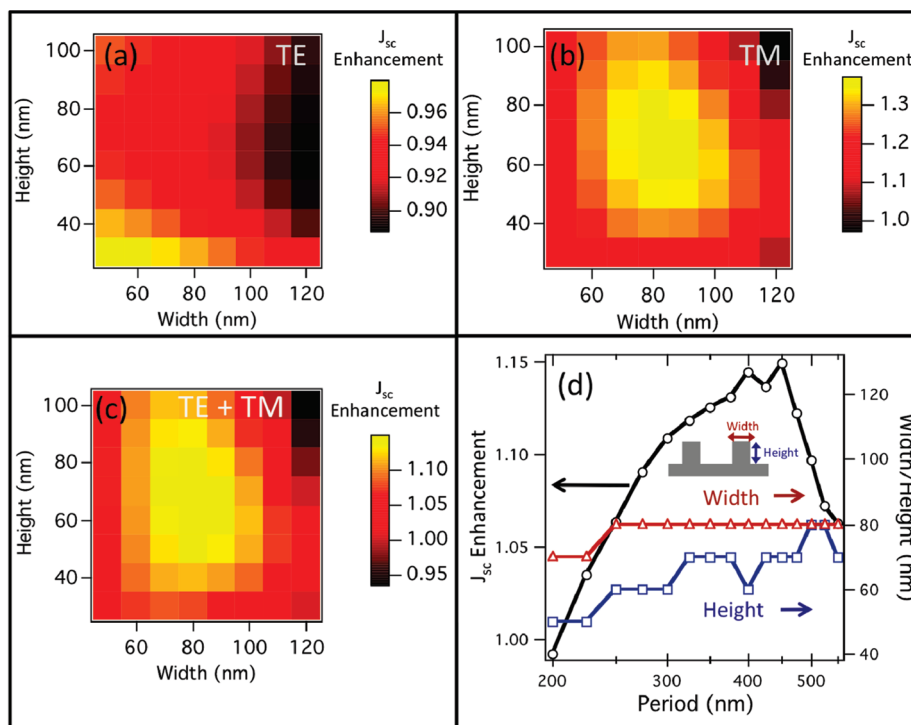 (a)
TE
Height (nm)
100
80
60
40
60
80
100
120
Width (nm)
Jsc
Enhancement
0.96
0.94
0.92
0.90
(b)
TM
Height (nm)
100
80
60
40
60
80
100
120
Width (nm)
Jsc
Enhancement
1.3
1.2
1.1
1.0
(c)
TE + TM
Height (nm)
100
80
60
40
60
80
100
120
Width (nm)
Jsc
Enhancement
1.10
1.05
1.00
0.95
(d)
Jsc Enhancement
1.15
1.10
1.05
1.00
Width
Height
Width
Height
200
300
400
500
Period (nm)
120
100
80
60
40
Width/Height (nm)